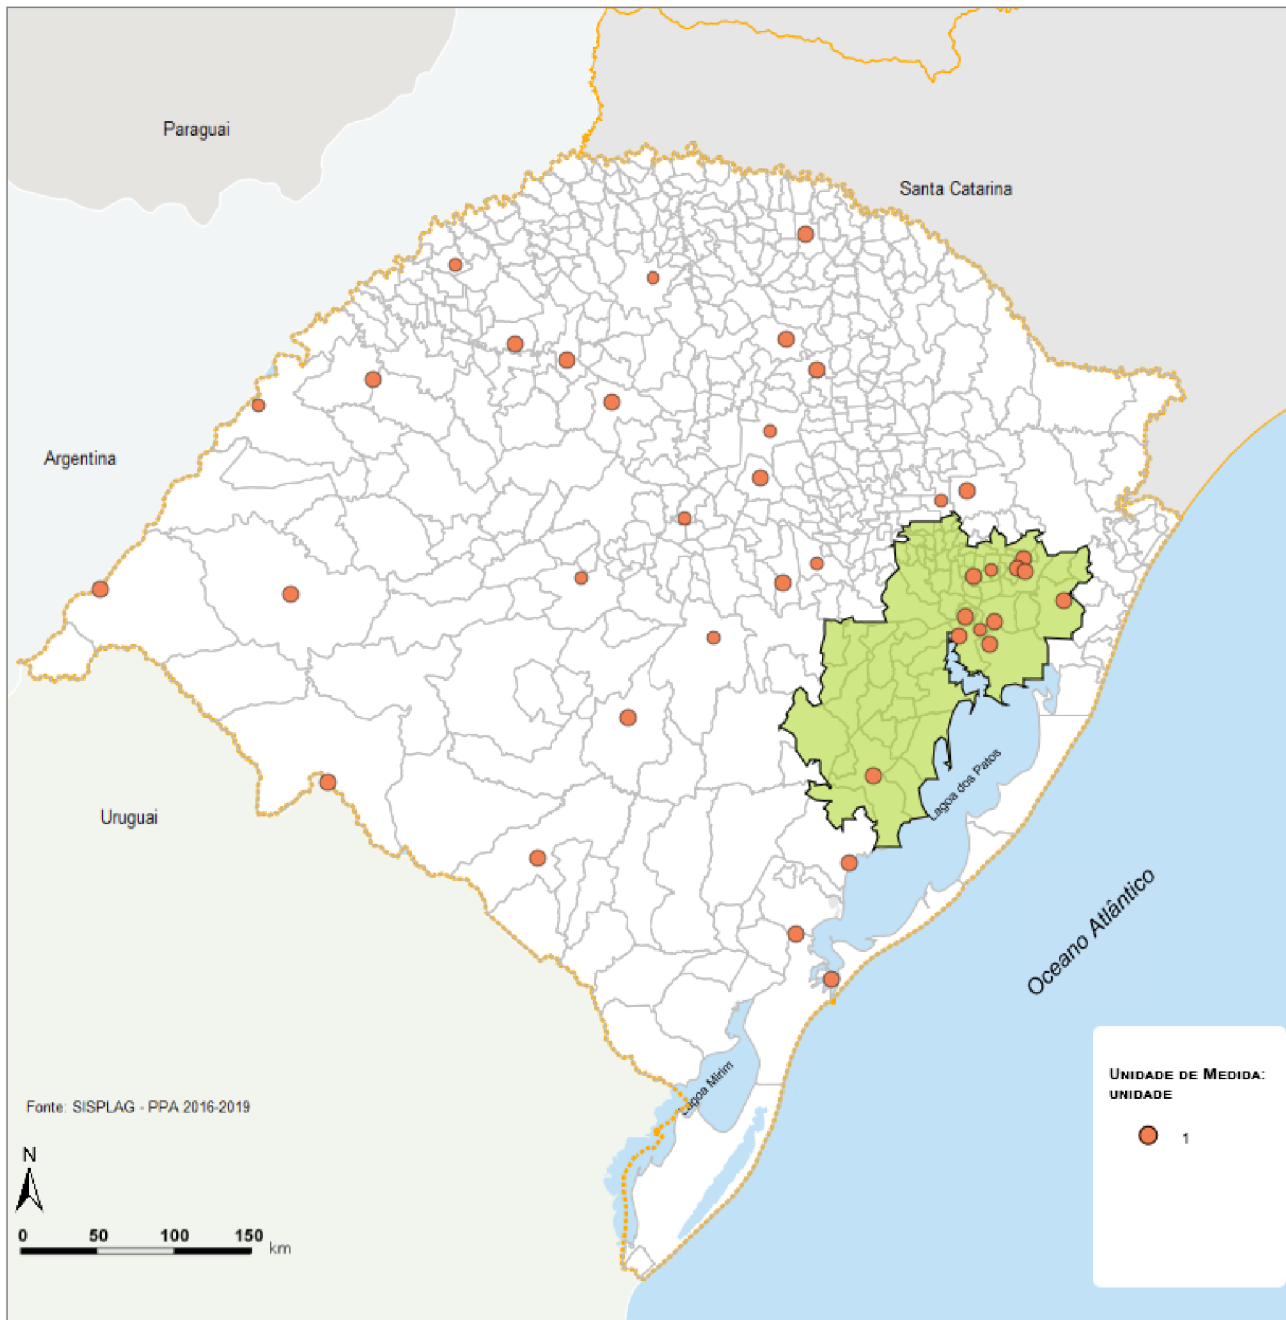 Paraguai
Santa Catarina
Argentina
Uruguai
Lagoa dos Patos
Oceano Atlântico
Lagoa Mirim
Fonte: SISPLAG - PPA 2016-2019
N
0 50 100 150
km
UNIDADE DE MEDIDA:
UNIDADE
1